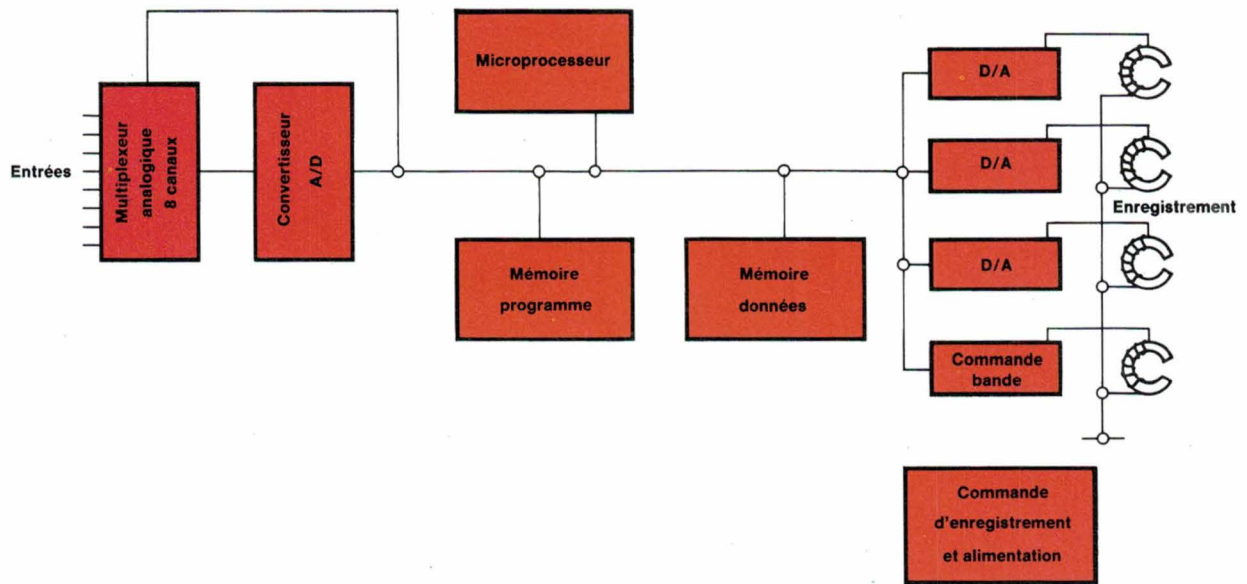 Microprocesseur
Entrées
Multiplexeur
analogique
8 canaux
Convertisseur
A/D
Mémoire
programme
Mémoire
données
D/A
D/A
D/A
Commande
bande
Enregistrement
Commande
d'enregistrement
et alimentation